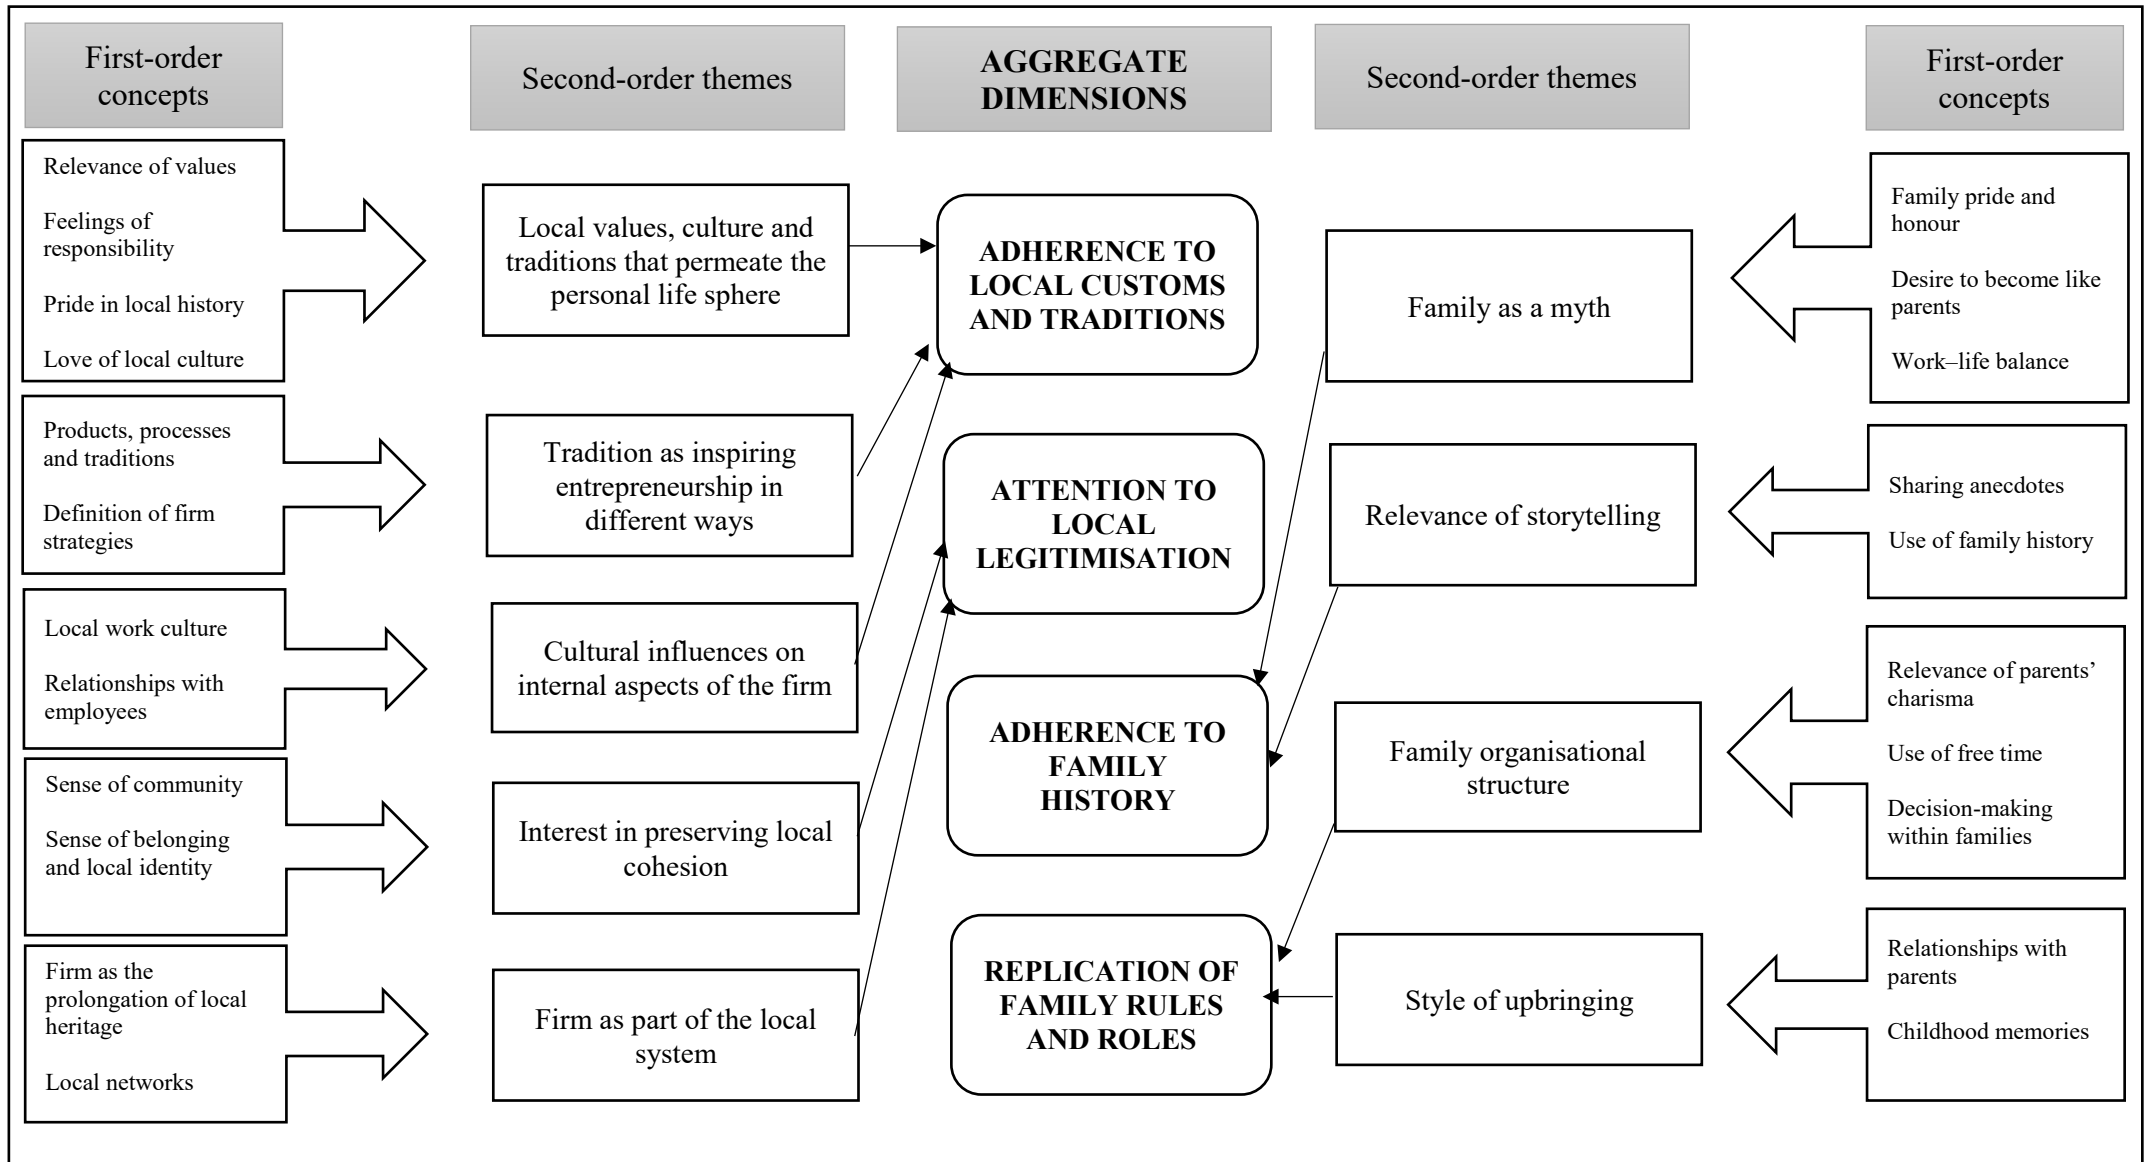 First-order
concepts
Second-order themes
AGGREGATE
DIMENSIONS
Second-order themes
First-order
concepts
Relevance of values
Feelings of
responsibility
Pride in local history
Love of local culture
Products, processes
and traditions
Definition of firm
strategies
Local work culture
Relationships with
employees
Sense of community
Sense of belonging
and local identity
Firm as the
prolongation of local
heritage
Local networks
Local values, culture and
traditions that permeate the
personal life sphere
Tradition as inspiring
entrepreneurship in
different ways
Cultural influences on
internal aspects of the firm
Interest in preserving local
cohesion
Firm as part of the local
system
ADHERENCE TO
LOCAL CUSTOMS
AND TRADITIONS
ATTENTION TO
LOCAL
LEGITIMISATION
ADHERENCE TO
FAMILY
HISTORY
REPLICATION OF
FAMILY RULES
AND ROLES
Family as a myth
Relevance of storytelling
Family organisational
structure
Style of upbringing
Family pride and
honour
Desire to become like
parents
Work–life balance
Sharing anecdotes
Use of family history
Relevance of parents’
charisma
Use of free time
Decision-making
within families
Relationships with
parents
Childhood memories